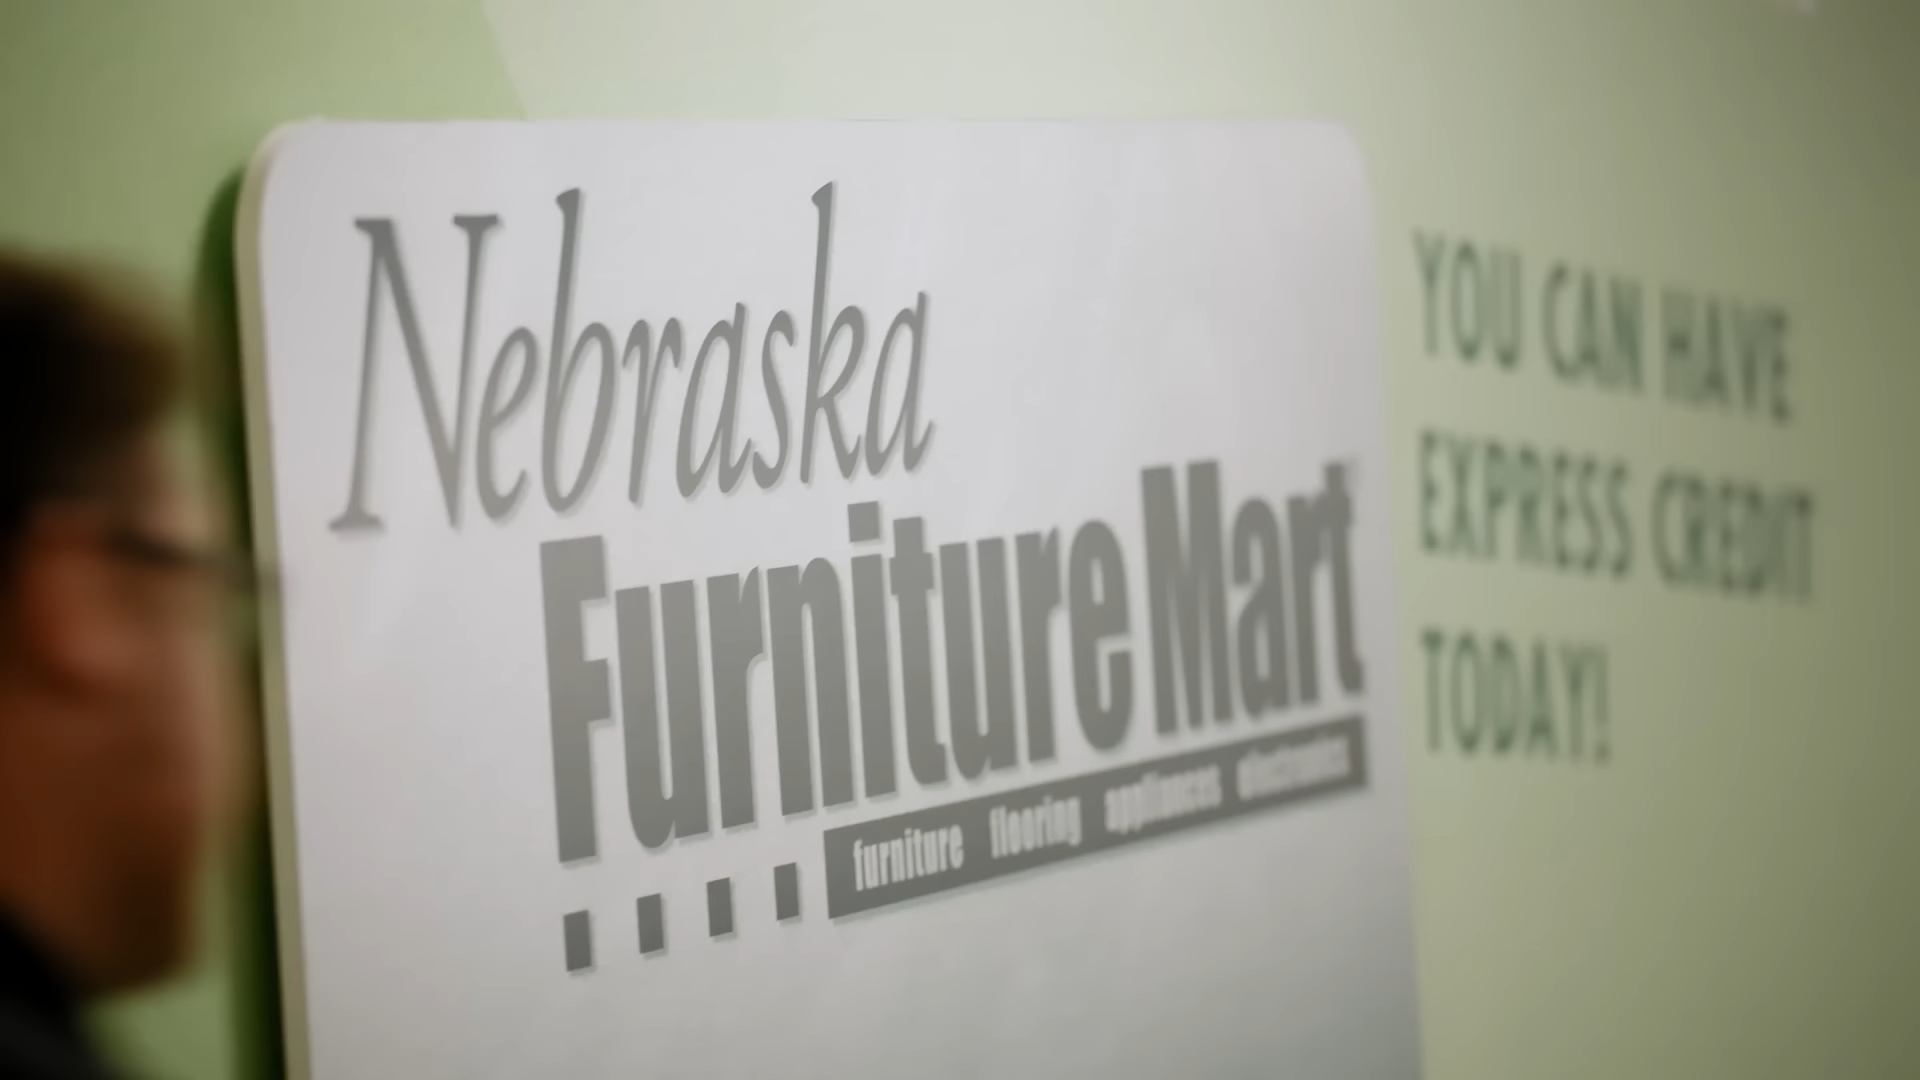 Nebraska
Furniture Mart
furniture flooring appliances electronics
YOU CAN HAVE
EXPRESS CREDIT
TODAY!